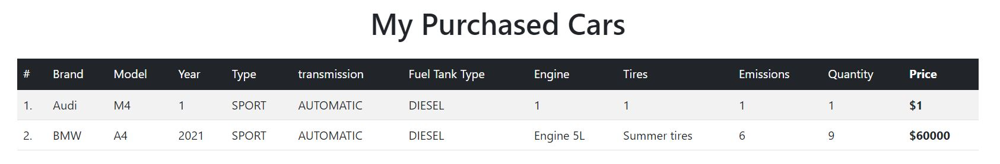 My Purchased Cars
# Brand Model Year Type transmission Fuel Tank Type Engine Tires Emissions Quantity Price
1. Audi M4 1 SPORT AUTOMATIC DIESEL 1 1 1 1 $1
2. BMW A4 2021 SPORT AUTOMATIC DIESEL Engine 5L Summer tires 6 9 $60000